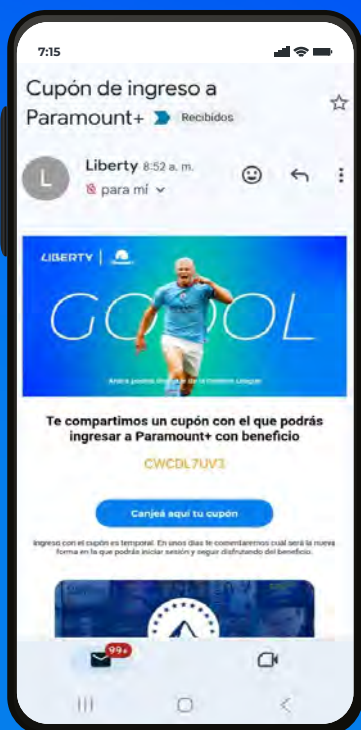 7:15
Cupón de ingreso a
Paramount+ Recibidos
L
Liberty 8:52 a. m.
para mí
LIBERTY
GOOOL
Te compartimos un cupón con el que podrás
ingresar a Paramount+ con beneficio
CWCDL7UV3
Canjeá aquí tu cupón
Ingreso con el cupón es temporal. En unos días te comentaremos cuál será la nueva
forma en la que podrás iniciar sesión y seguir disfrutando del beneficio.
99+